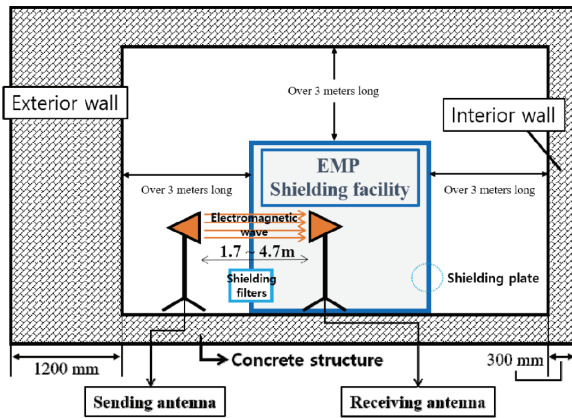 Over 3 meters long
Exterior wall
Interior wall
EMP
Shielding facility
Over 3 meters long
Over 3 meters long
Electromagnetic
wave
1.7 ~ 4.7m
Shielding
filters
Shielding plate
1200 mm
Concrete structure
300 mm
Sending antenna
Receiving antenna